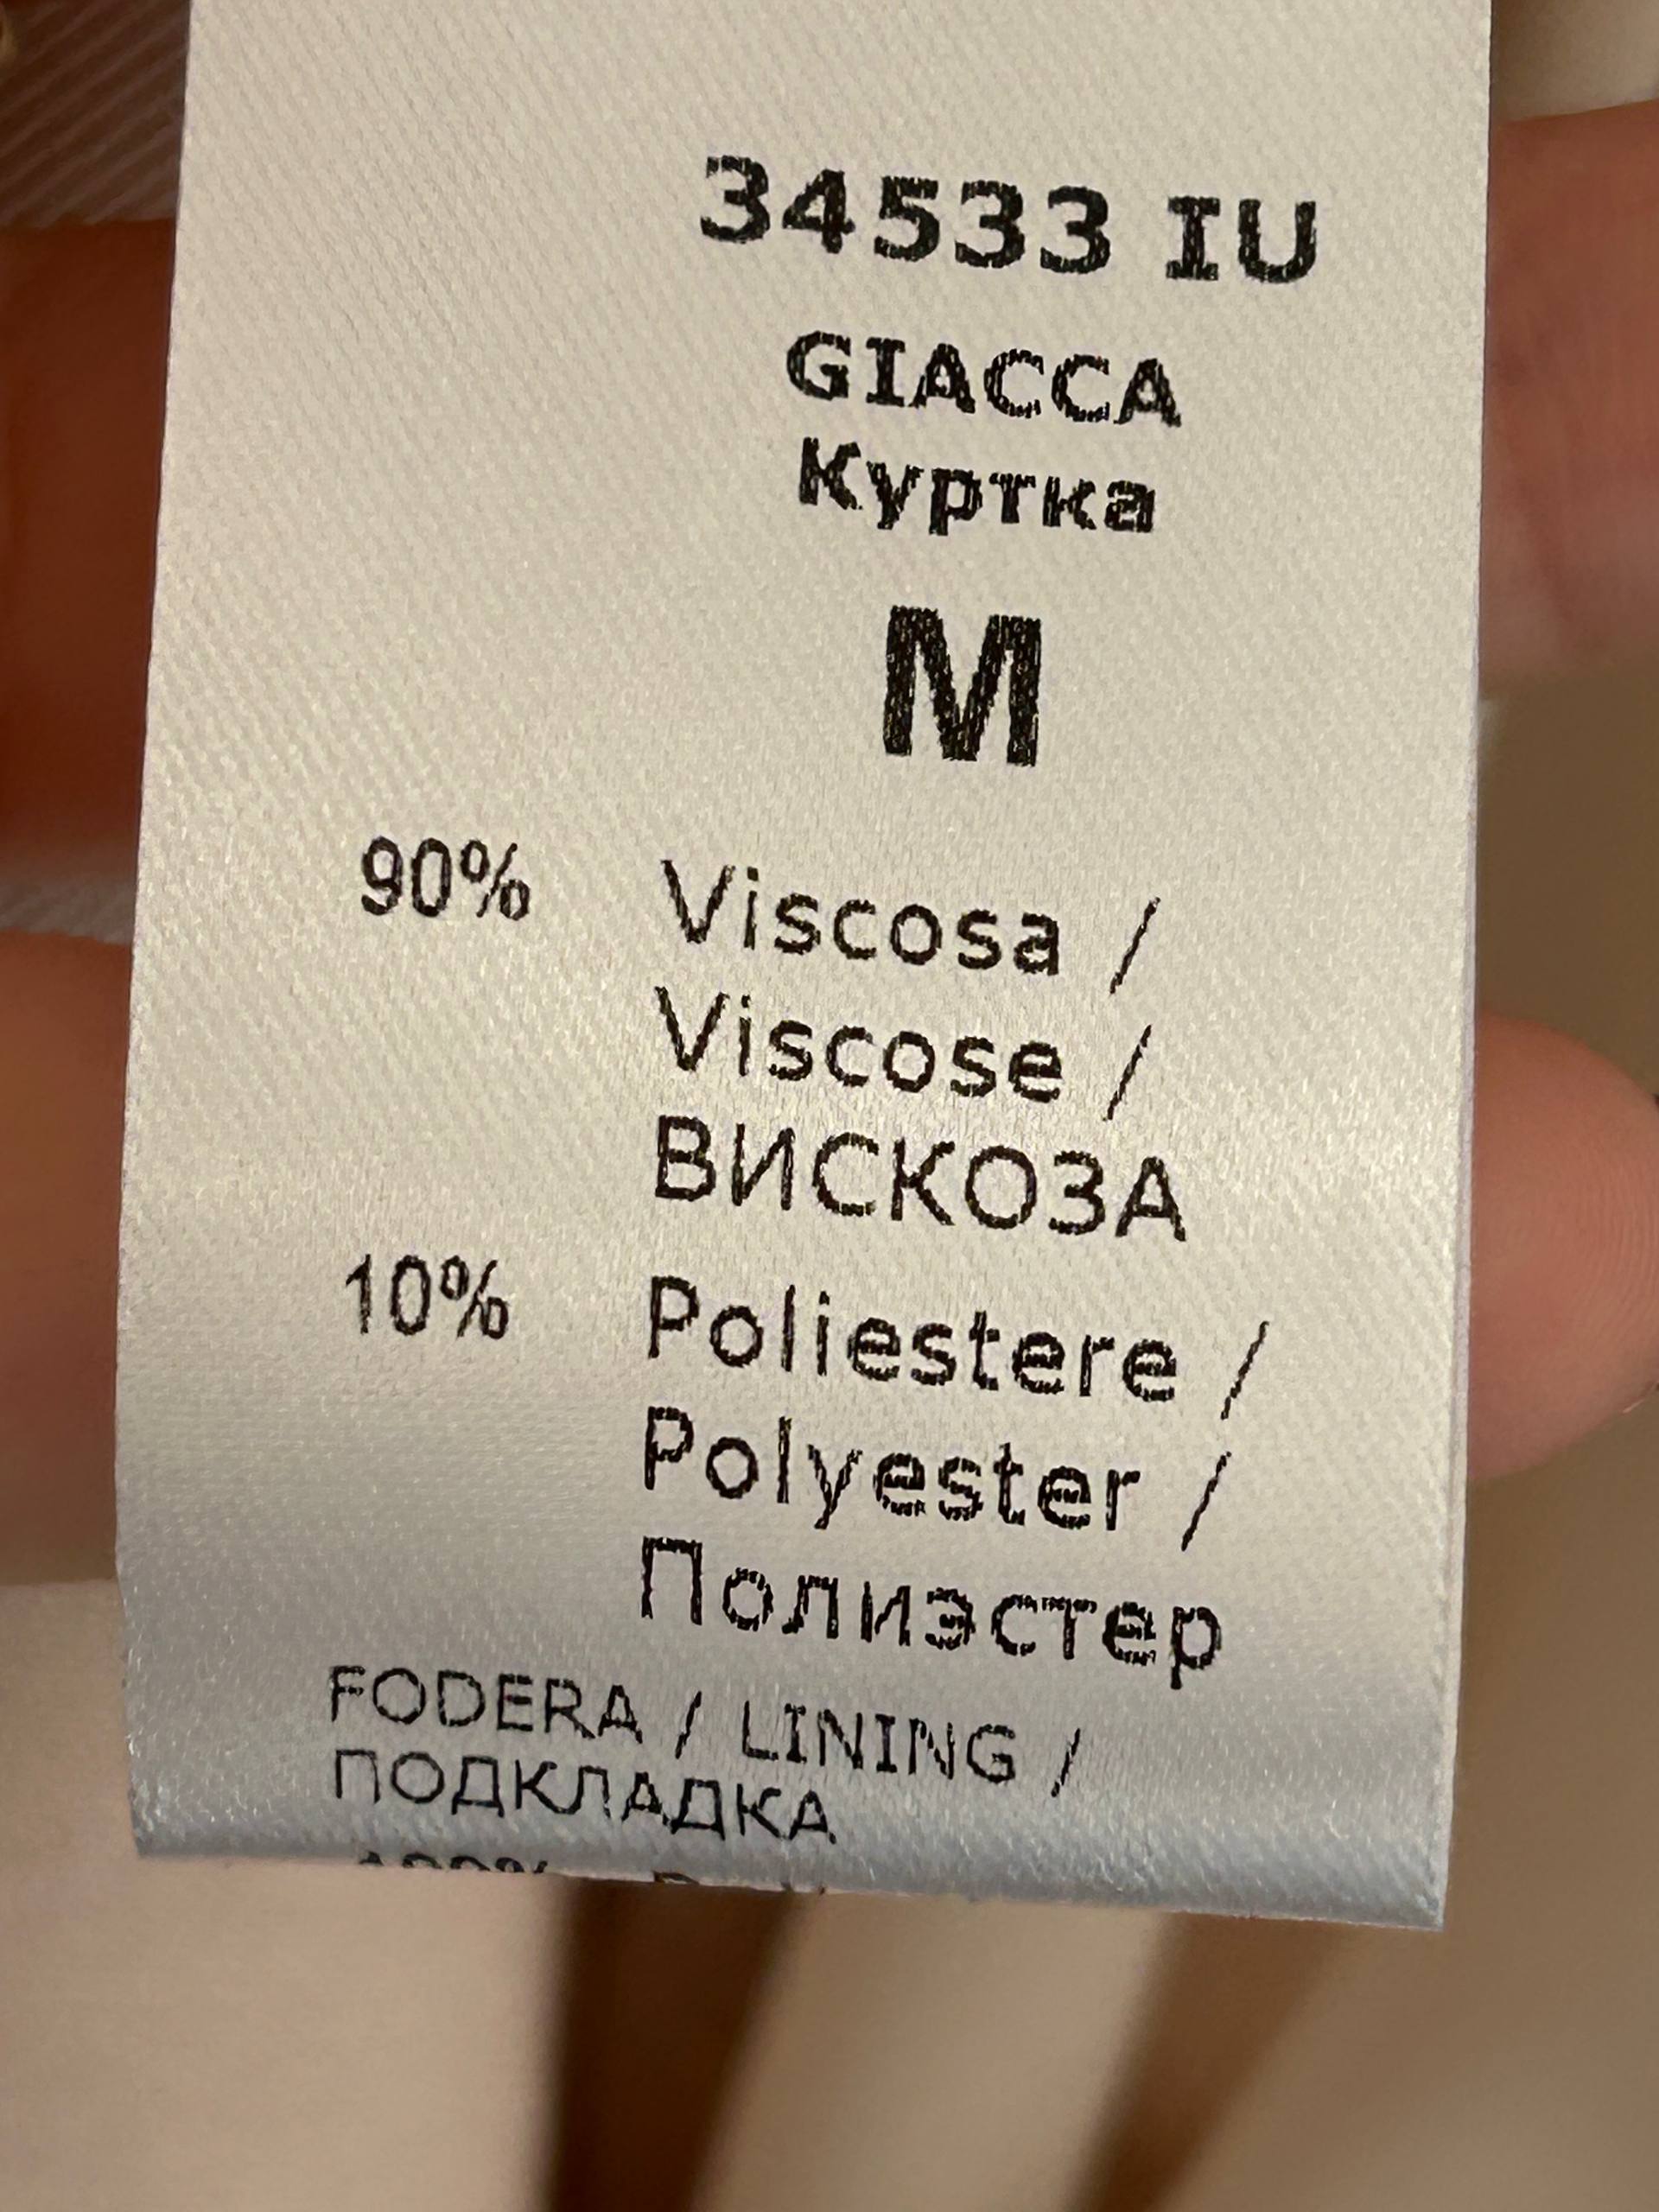 34533 IU
GIACCA
Куртка
M
90% Viscosa /
Viscose /
ВИСКОЗА
10% Poliestere /
Polyester /
Полиэстер
FODERA / LINING /
ПОДКЛАДКА